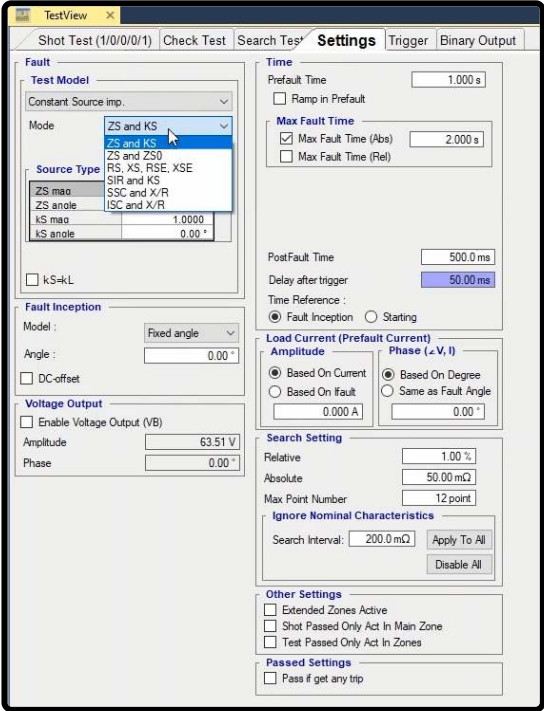 TestView ×
Shot Test (1/0/0/0/1) Check Test Search Test Settings Trigger Binary Output
Fault
Test Model
Constant Source imp.
Mode ZS and KS
ZS and KS
ZS and ZS0
RS, XS, RSE, XSE
SIR and KS
SSC and X/R
ISC and X/R
Source Type
ZS mag
ZS angle
kS mag 1.0000
kS angle 0.00 °
kS=kL
Fault Inception
Model : Fixed angle
Angle : 0.00 °
DC-offset
Voltage Output
Enable Voltage Output (VB)
Amplitude 63.51 V
Phase 0.00 °
Time
Prefault Time 1.000 s
Ramp in Prefault
Max Fault Time
Max Fault Time (Abs) 2.000 s
Max Fault Time (Rel)
PostFault Time 500.0 ms
Delay after trigger 50.00 ms
Time Reference :
Fault Inception Starting
Load Current (Prefault Current)
Amplitude
Based On Current
Based On Ifault
0.000 A
Phase (∠V, I)
Based On Degree
Same as Fault Angle
0.00 °
Search Setting
Relative 1.00 %
Absolute 50.00 mΩ
Max Point Number 12 point
Ignore Nominal Characteristics
Search Interval: 200.0 mΩ Apply To All
Disable All
Other Settings
Extended Zones Active
Shot Passed Only Act In Main Zone
Test Passed Only Act In Zones
Passed Settings
Pass if get any trip